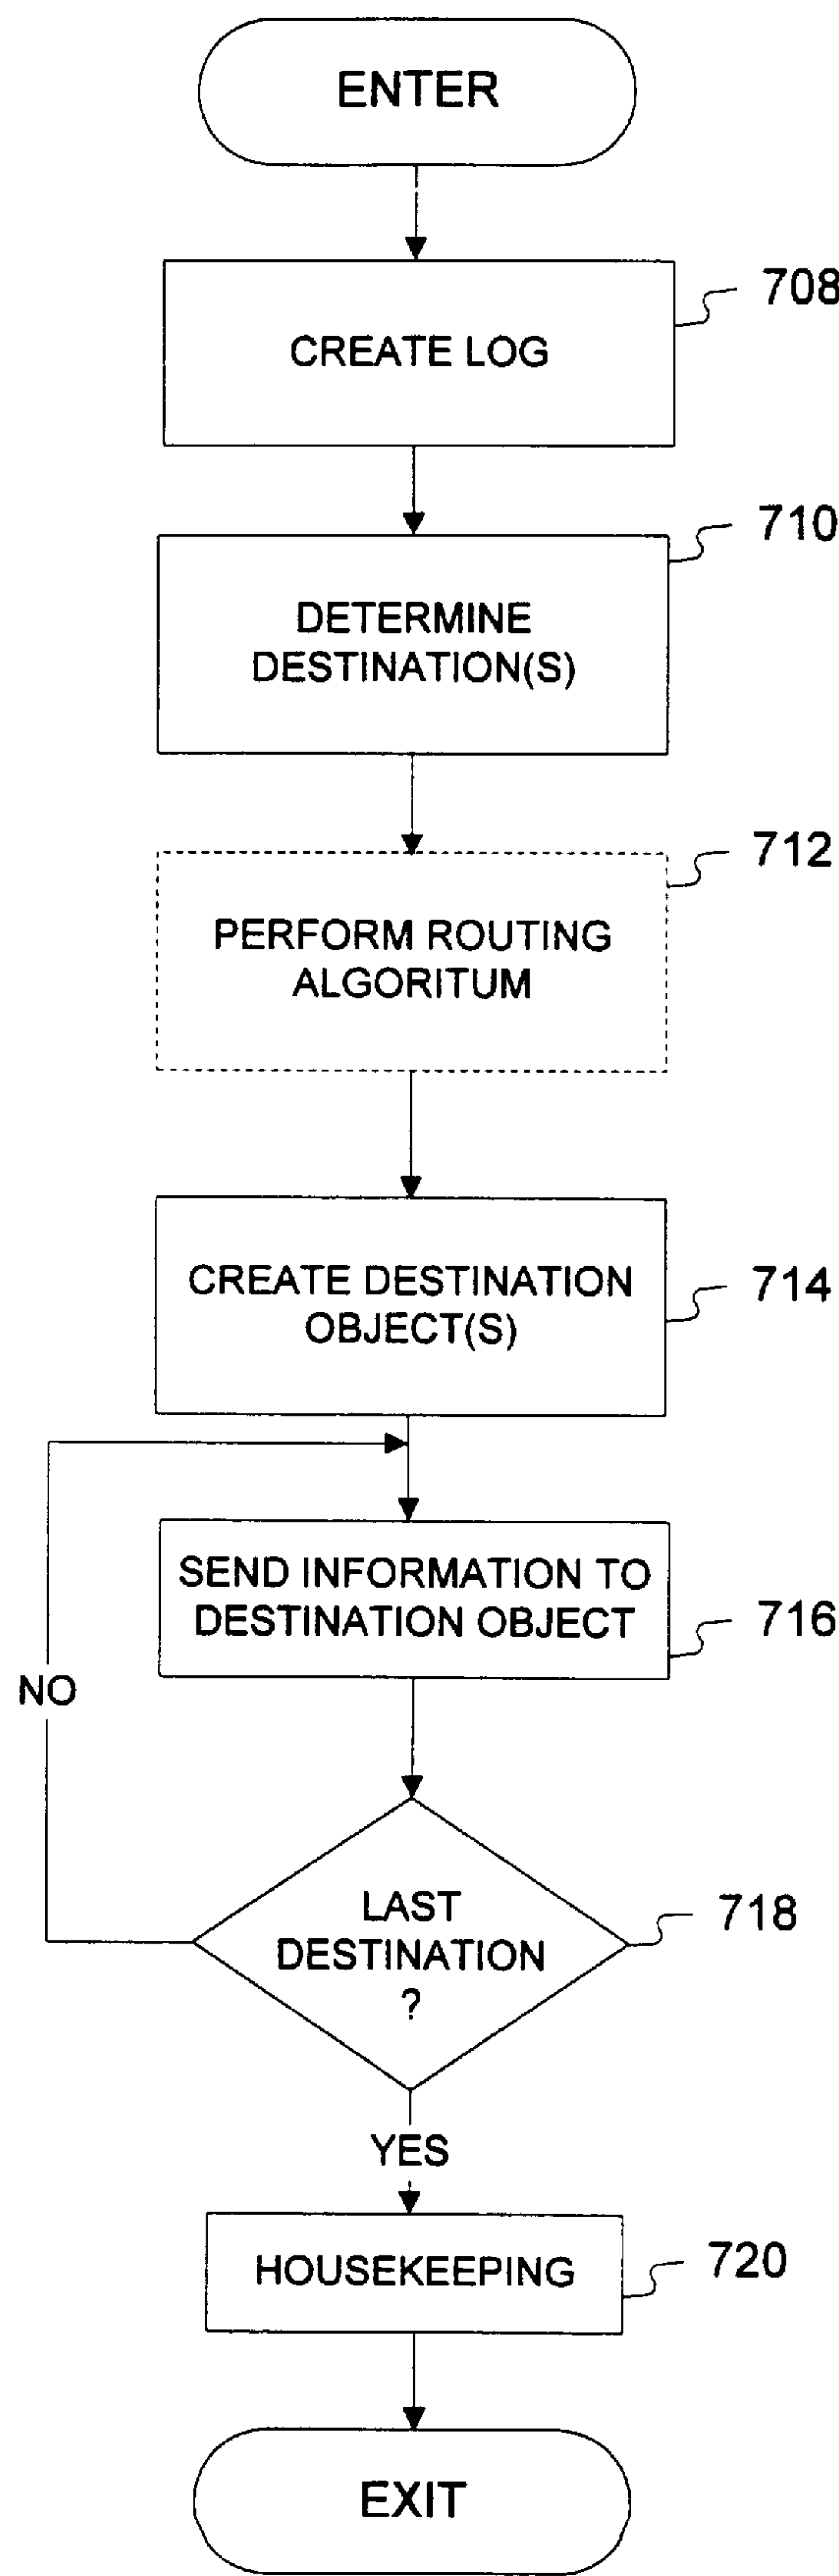 ENTER
708
CREATE LOG
710
DETERMINE
DESTINATION(S)
712
PERFORM ROUTING
ALGORITUM
CREATE DESTINATION
OBJECT(S)
714
SEND INFORMATION TO
DESTINATION OBJECT
716
NO
LAST
DESTINATION
?
718
YES
HOUSEKEEPING
720
EXIT